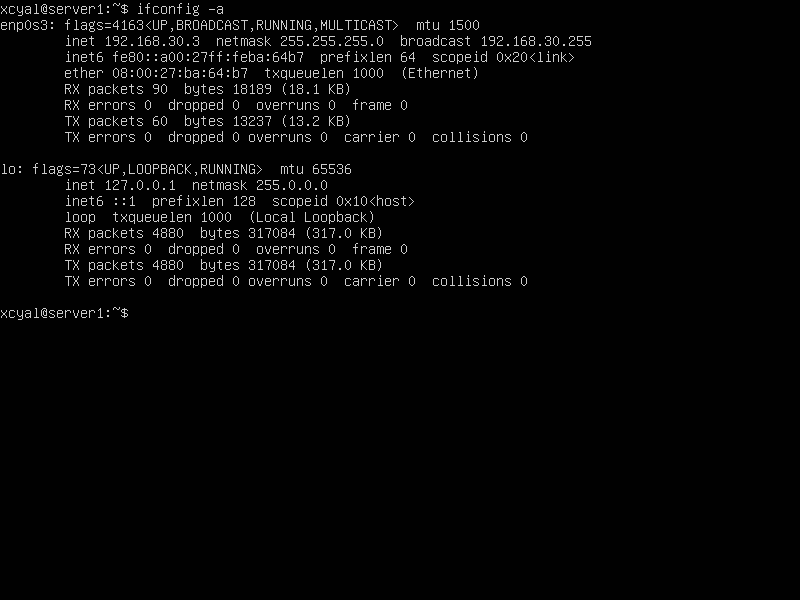 xcyal@server1:~$ ifconfig -a
enp0s3: flags=4163<UP,BROADCAST,RUNNING,MULTICAST>  mtu 1500
        inet 192.168.30.3  netmask 255.255.255.0  broadcast 192.168.30.255
        inet6 fe80::a00:27ff:feba:64b7  prefixlen 64  scopeid 0x20<link>
        ether 08:00:27:ba:64:b7  txqueuelen 1000  (Ethernet)
        RX packets 90  bytes 18189 (18.1 KB)
        RX errors 0  dropped 0  overruns 0  frame 0
        TX packets 60  bytes 13237 (13.2 KB)
        TX errors 0  dropped 0 overruns 0  carrier 0  collisions 0

lo: flags=73<UP,LOOPBACK,RUNNING>  mtu 65536
        inet 127.0.0.1  netmask 255.0.0.0
        inet6 ::1  prefixlen 128  scopeid 0x10<host>
        loop  txqueuelen 1000  (Local Loopback)
        RX packets 4880  bytes 317084 (317.0 KB)
        RX errors 0  dropped 0  overruns 0  frame 0
        TX packets 4880  bytes 317084 (317.0 KB)
        TX errors 0  dropped 0 overruns 0  carrier 0  collisions 0

xcyal@server1:~$